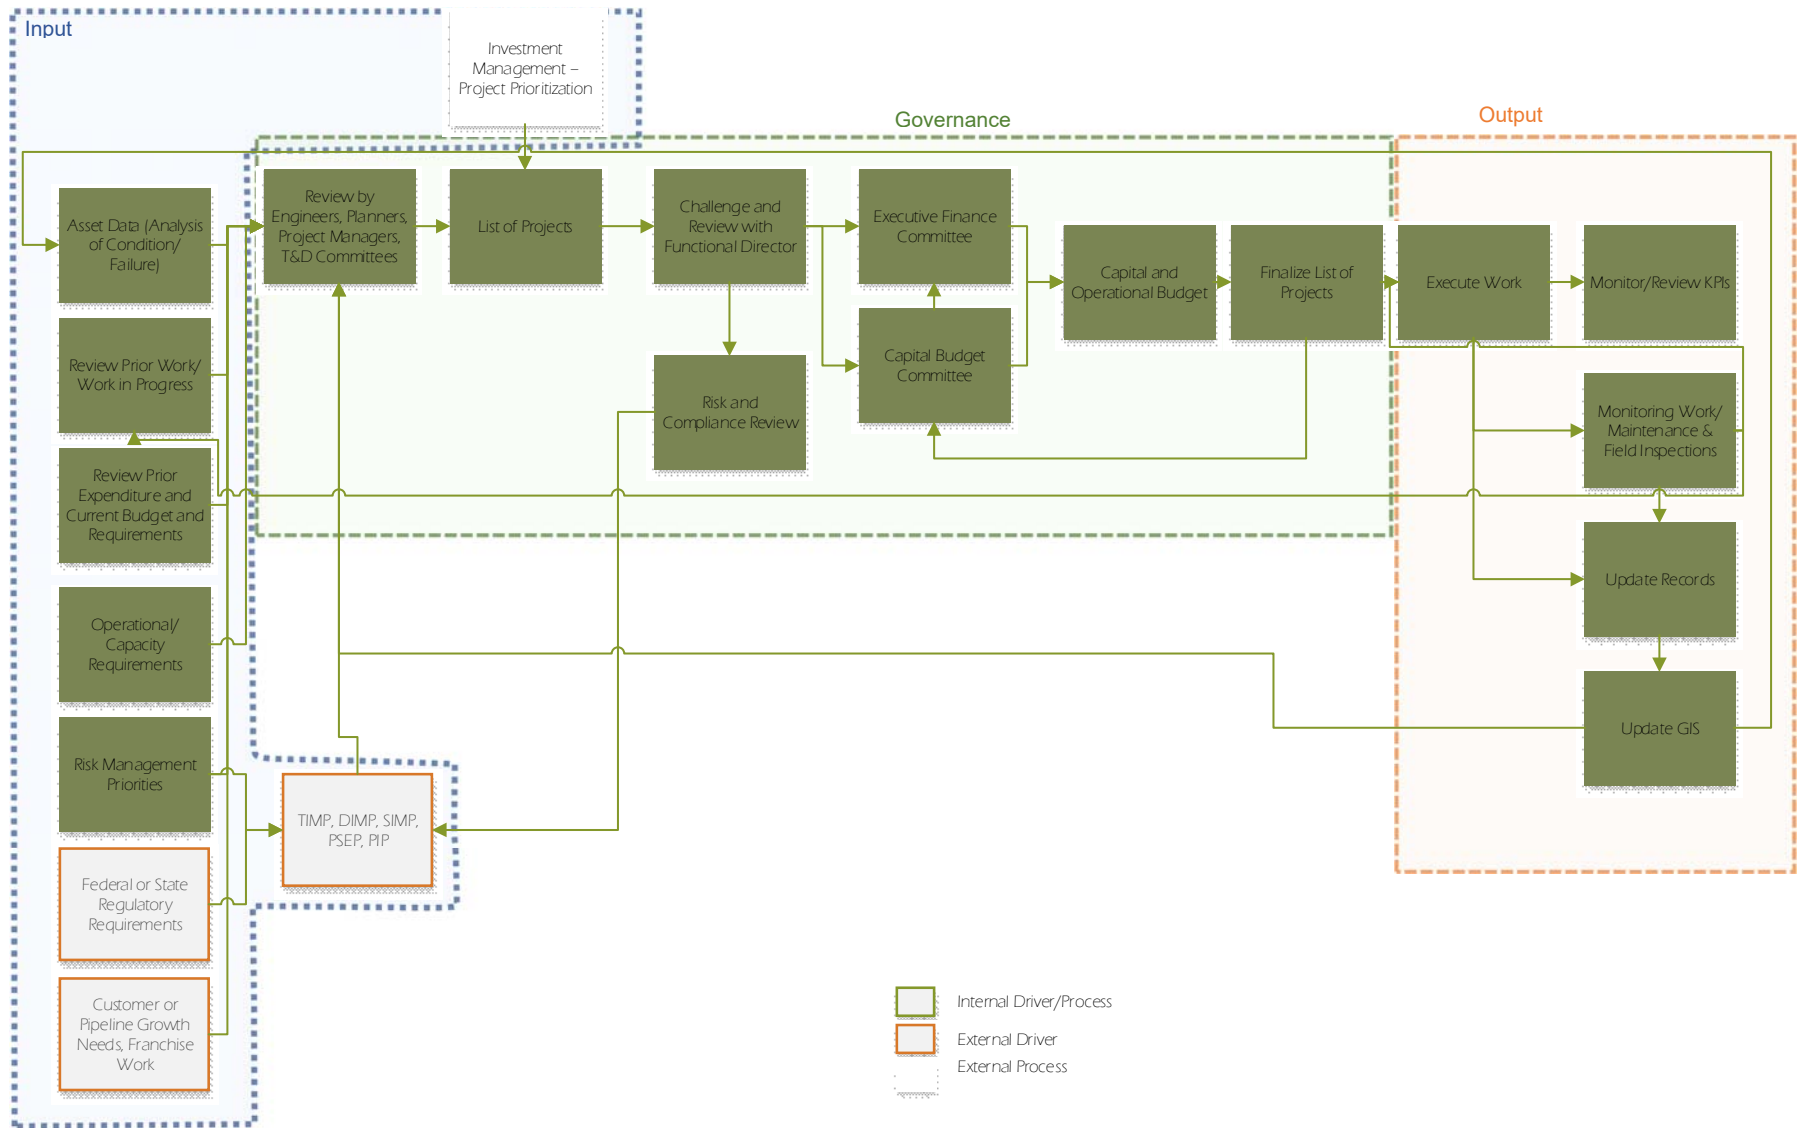 Input
Investment
Management –
Project Prioritization
Governance
Output
Asset Data (Analysis
of Condition/
Failure)
Review by
Engineers, Planners,
Project Managers,
T&D Committees
List of Projects
Challenge and
Review with
Functional Director
Executive Finance
Committee
Capital and
Operational Budget
Finalize List of
Projects
Execute Work
Monitor/Review KPIs
Review Prior Work/
Work in Progress
Risk and
Compliance Review
Capital Budget
Committee
Monitoring Work/
Maintenance &
Field Inspections
Review Prior
Expenditure and
Current Budget and
Requirements
Update Records
Operational/
Capacity
Requirements
Update GIS
Risk Management
Priorities
TIMP, DIMP, SIMP,
PSEP, PIP
Federal or State
Regulatory
Requirements
Customer or
Pipeline Growth
Needs, Franchise
Work
Internal Driver/Process
External Driver
External Process